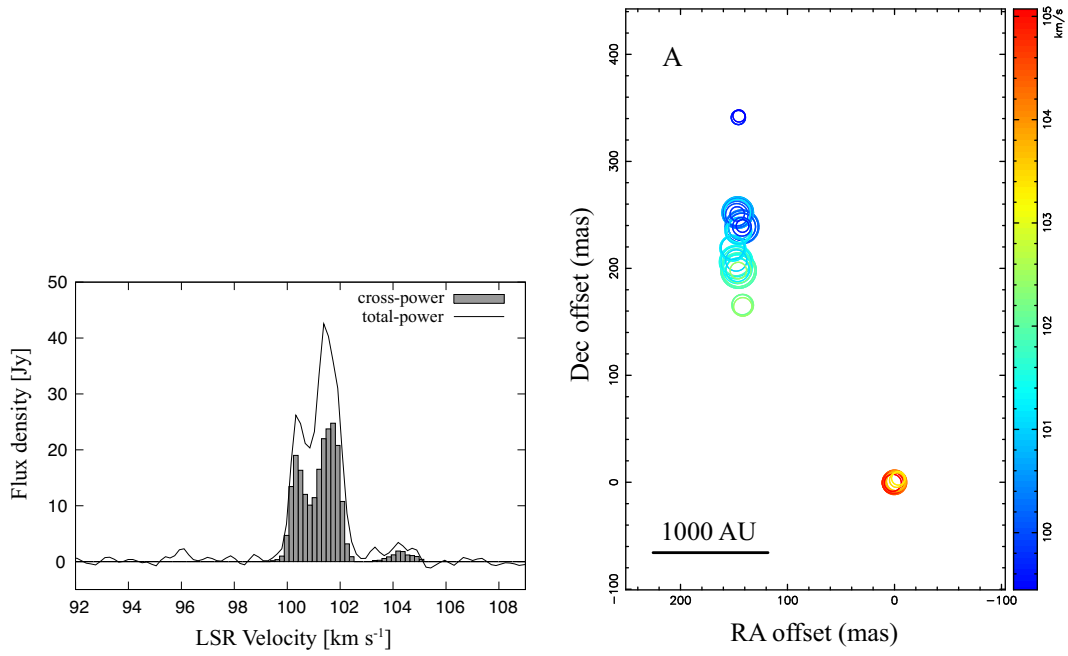 50
40
30
20
10
0
Flux density [Jy]
cross-power
total-power
92 94 96 98 100 102 104 106 108
LSR Velocity [km s⁻¹]
A
400
300
200
100
0
-100
Dec offset (mas)
1000 AU
200 100 0 -100
RA offset (mas)
105
km/s
104
103
102
101
100